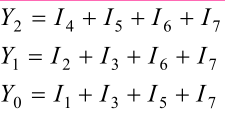 Y₂ = I₄ + I₅ + I₆ + I₇
Y₁ = I₂ + I₃ + I₆ + I₇
Y₀ = I₁ + I₃ + I₅ + I₇